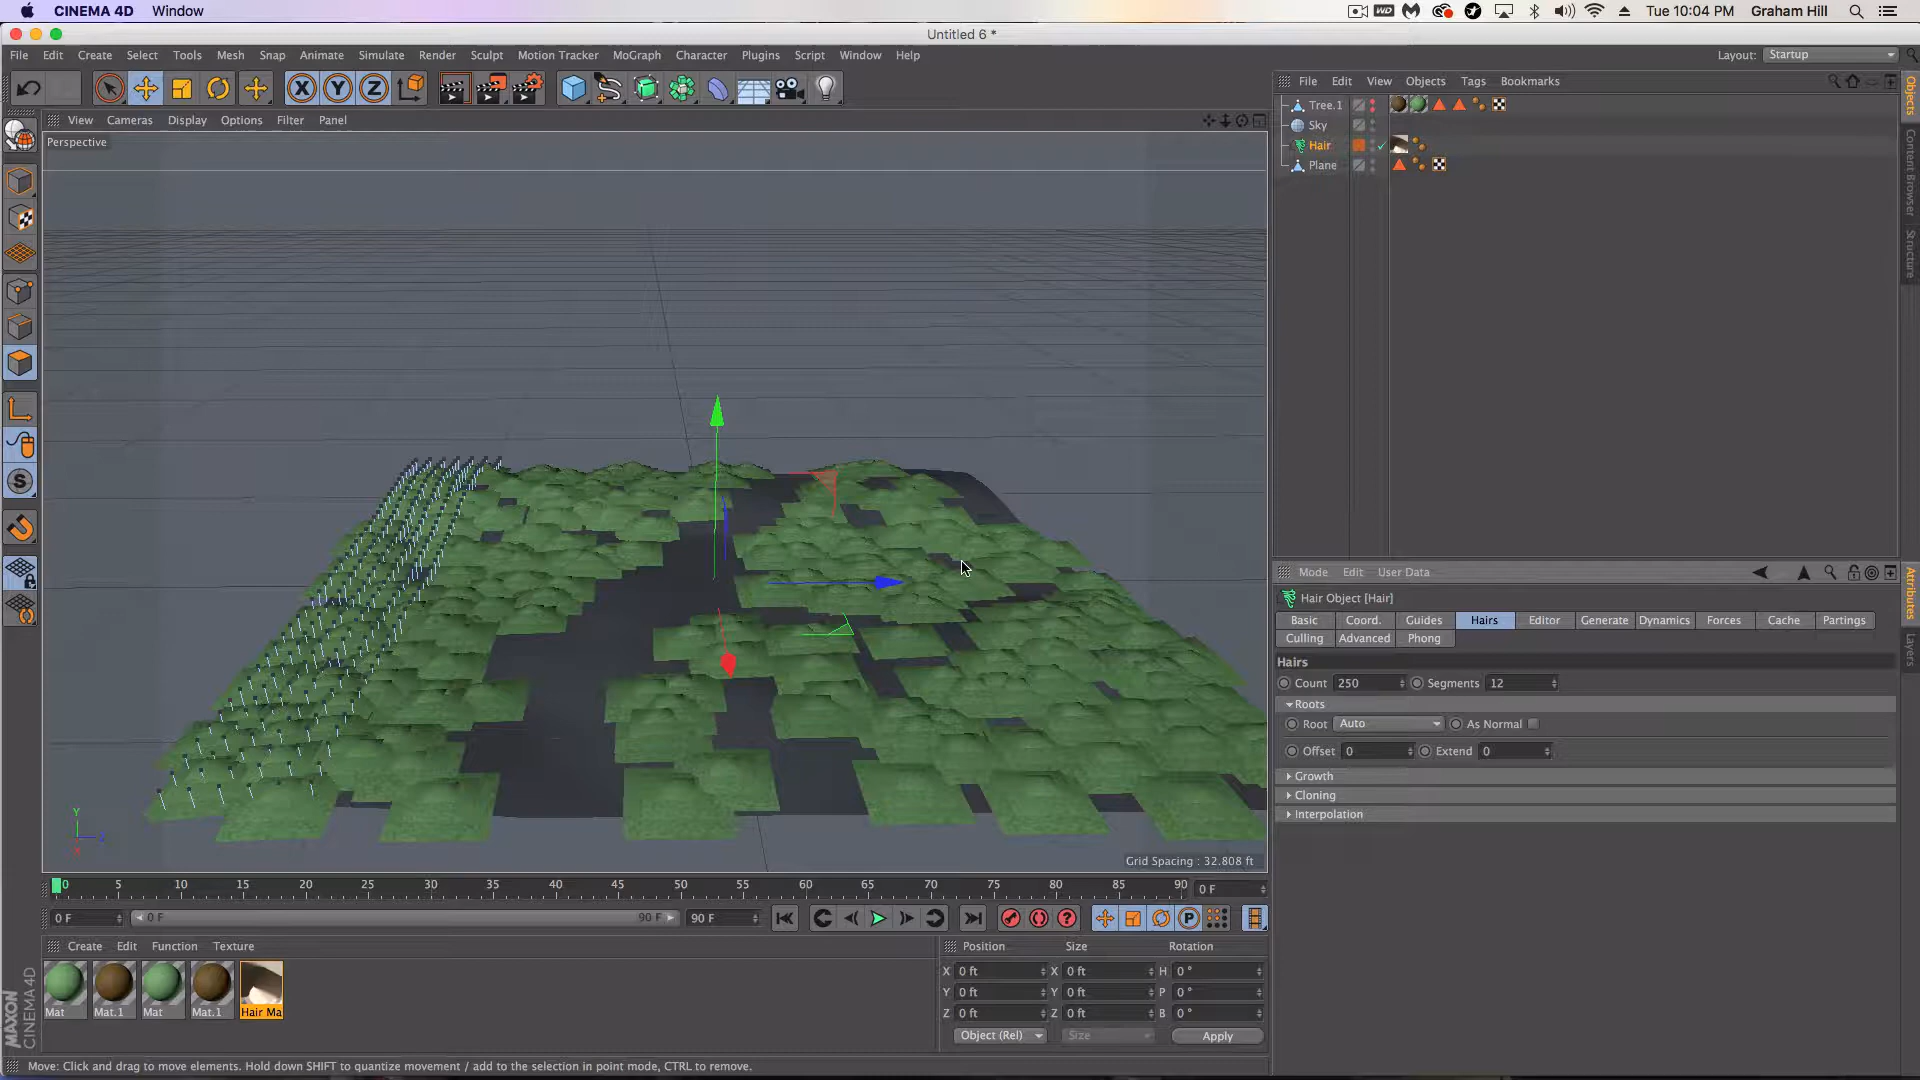 CINEMA 4D Window Tue 10:04 PM Graham Hill
Untitled 6 *
File Edit Create Select Tools Mesh Snap Animate Simulate Render Sculpt Motion Tracker MoGraph Character Plugins Script Window Help Layout: Startup
X Y Z
View Cameras Display Options Filter Panel
Perspective
File Edit View Objects Tags Bookmarks
Tree.1
Sky
Hair
Plane
Objects
Content Browser
Structure
Mode Edit User Data
Hair Object [Hair]
Basic Coord. Guides Hairs Editor Generate Dynamics Forces Cache Partings
Culling Advanced Phong
Hairs
Count 250 Segments 12
Roots
Root Auto As Normal
Offset 0 Extend 0
Growth
Cloning
Interpolation
Attributes
Layers
Y
X
Grid Spacing : 32.808 ft
0 5 10 15 20 25 30 35 40 45 50 55 60 65 70 75 80 85 90 0 F
0 F 0 F 90 F 90 F
Create Edit Function Texture
Mat Mat.1 Mat Mat.1 Hair Ma
Position Size Rotation
X 0 ft X 0 ft H 0 °
Y 0 ft Y 0 ft P 0 °
Z 0 ft Z 0 ft B 0 °
Object (Rel) Size Apply
MAXON
CINEMA 4D
Move: Click and drag to move elements. Hold down SHIFT to quantize movement / add to the selection in point mode, CTRL to remove.